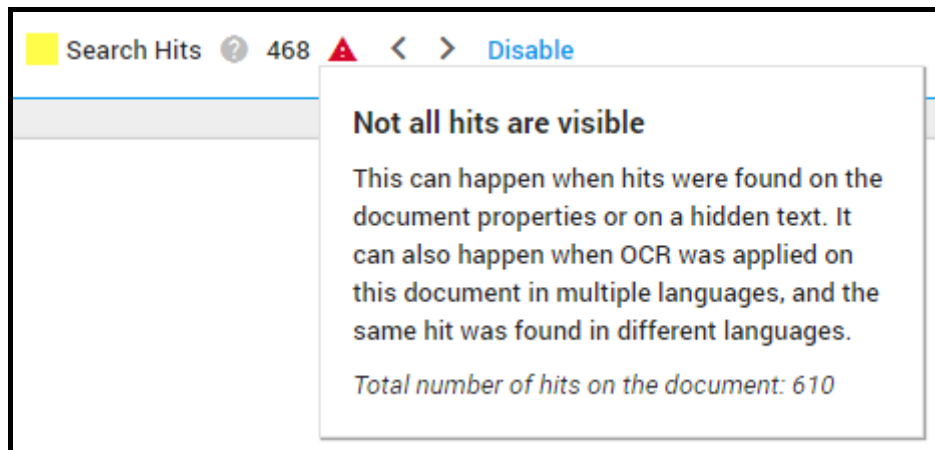 Search Hits ? 468 < > Disable
Not all hits are visible
This can happen when hits were found on the
document properties or on a hidden text. It
can also happen when OCR was applied on
this document in multiple languages, and the
same hit was found in different languages.
Total number of hits on the document: 610